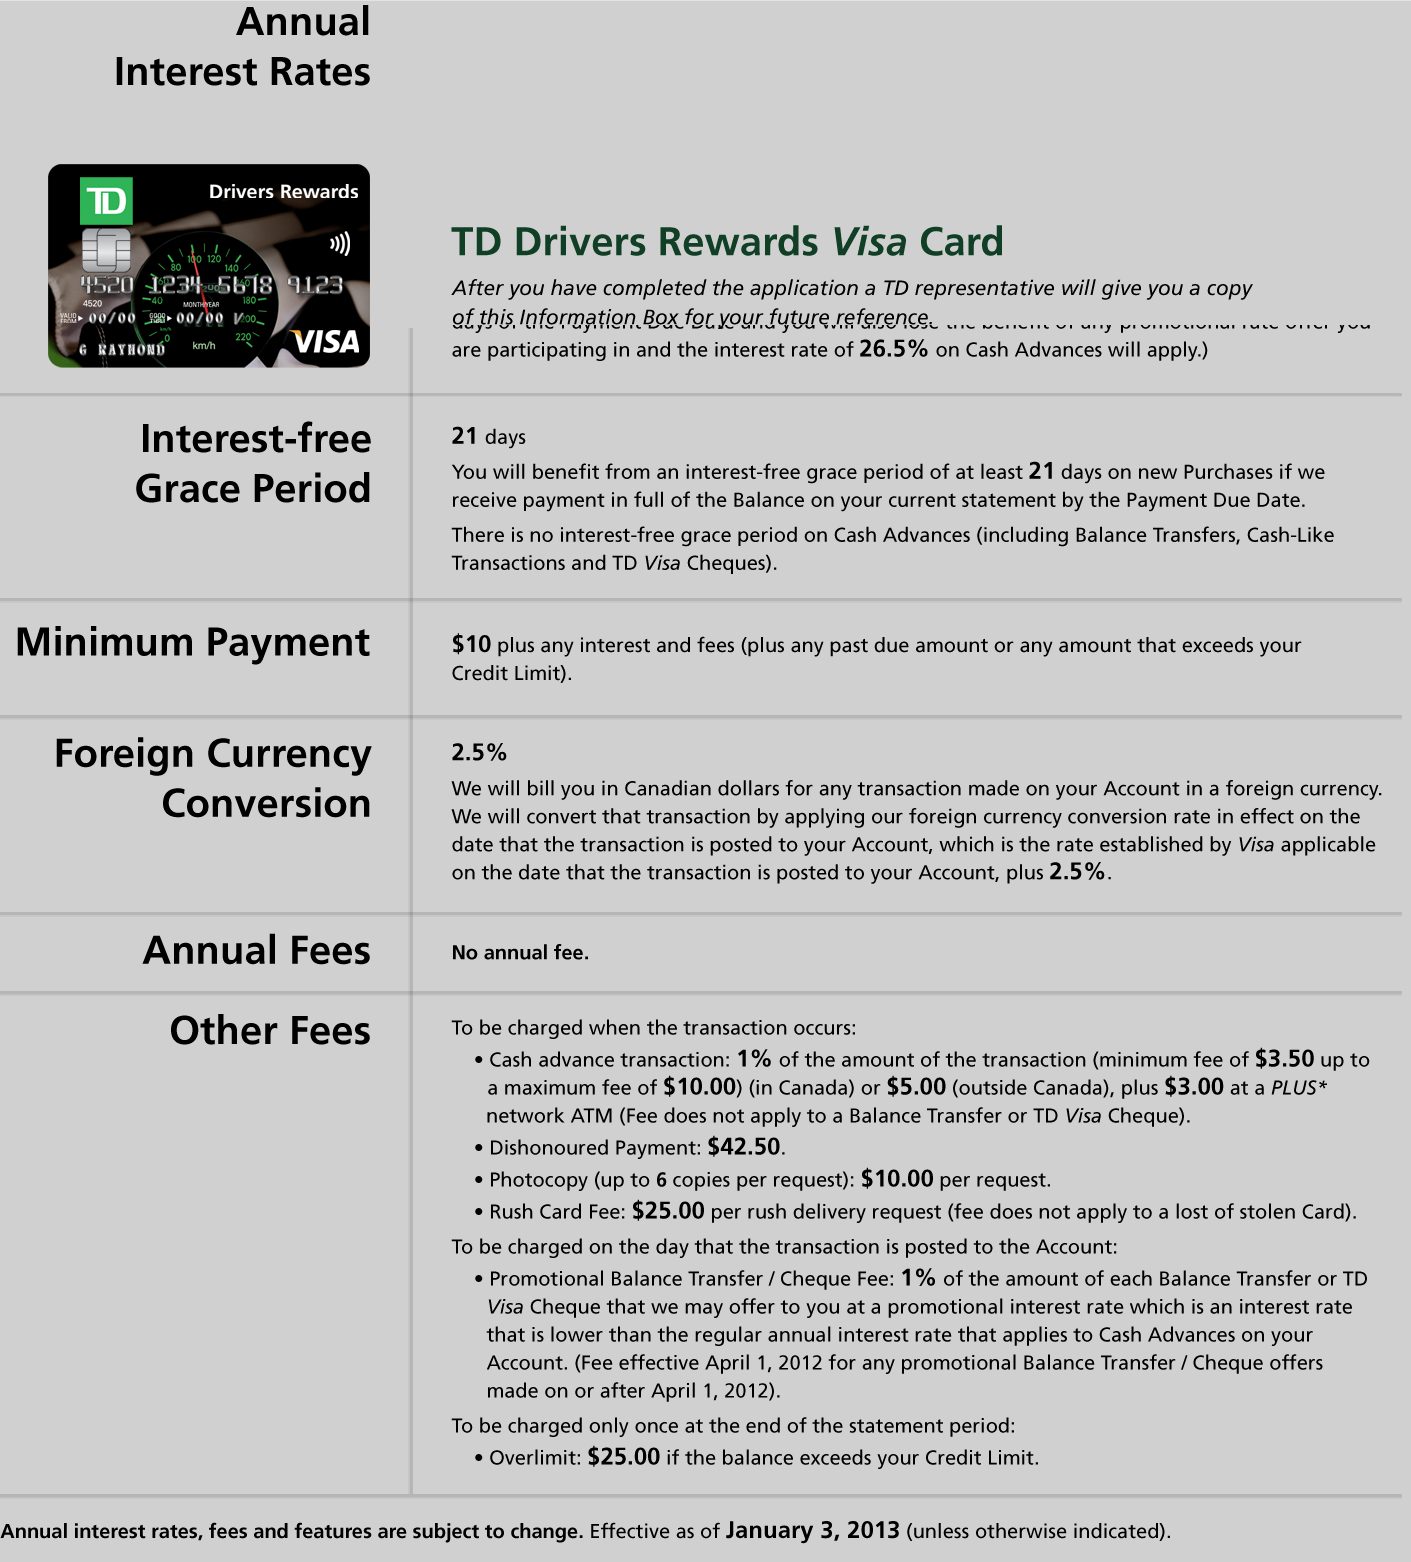 Annual
Interest Rates
TD
Drivers Rewards
80 100 120 140
4520 1234 5678 9123
40 180
4520
MONTH/YEAR
VALID FROM 00/00 00/00 V
200
220
0
km/h
km/h
G RAYMOND
VISA
TD Drivers Rewards Visa Card
After you have completed the application a TD representative will give you a copy
of this Information Box for your future reference.
the benefit of any promotional rate offer you
are participating in and the interest rate of 26.5% on Cash Advances will apply.)
Interest-free
Grace Period
21 days
You will benefit from an interest-free grace period of at least 21 days on new Purchases if we
receive payment in full of the Balance on your current statement by the Payment Due Date.
There is no interest-free grace period on Cash Advances (including Balance Transfers, Cash-Like
Transactions and TD Visa Cheques).
Minimum Payment
$10 plus any interest and fees (plus any past due amount or any amount that exceeds your
Credit Limit).
Foreign Currency
Conversion
2.5%
We will bill you in Canadian dollars for any transaction made on your Account in a foreign currency.
We will convert that transaction by applying our foreign currency conversion rate in effect on the
date that the transaction is posted to your Account, which is the rate established by Visa applicable
on the date that the transaction is posted to your Account, plus 2.5%.
Annual Fees
No annual fee.
Other Fees
To be charged when the transaction occurs:
• Cash advance transaction: 1% of the amount of the transaction (minimum fee of $3.50 up to
a maximum fee of $10.00) (in Canada) or $5.00 (outside Canada), plus $3.00 at a PLUS*
network ATM (Fee does not apply to a Balance Transfer or TD Visa Cheque).
• Dishonoured Payment: $42.50.
• Photocopy (up to 6 copies per request): $10.00 per request.
• Rush Card Fee: $25.00 per rush delivery request (fee does not apply to a lost of stolen Card).
To be charged on the day that the transaction is posted to the Account:
• Promotional Balance Transfer / Cheque Fee: 1% of the amount of each Balance Transfer or TD
Visa Cheque that we may offer to you at a promotional interest rate which is an interest rate
that is lower than the regular annual interest rate that applies to Cash Advances on your
Account. (Fee effective April 1, 2012 for any promotional Balance Transfer / Cheque offers
made on or after April 1, 2012).
To be charged only once at the end of the statement period:
• Overlimit: $25.00 if the balance exceeds your Credit Limit.
Annual interest rates, fees and features are subject to change. Effective as of January 3, 2013 (unless otherwise indicated).